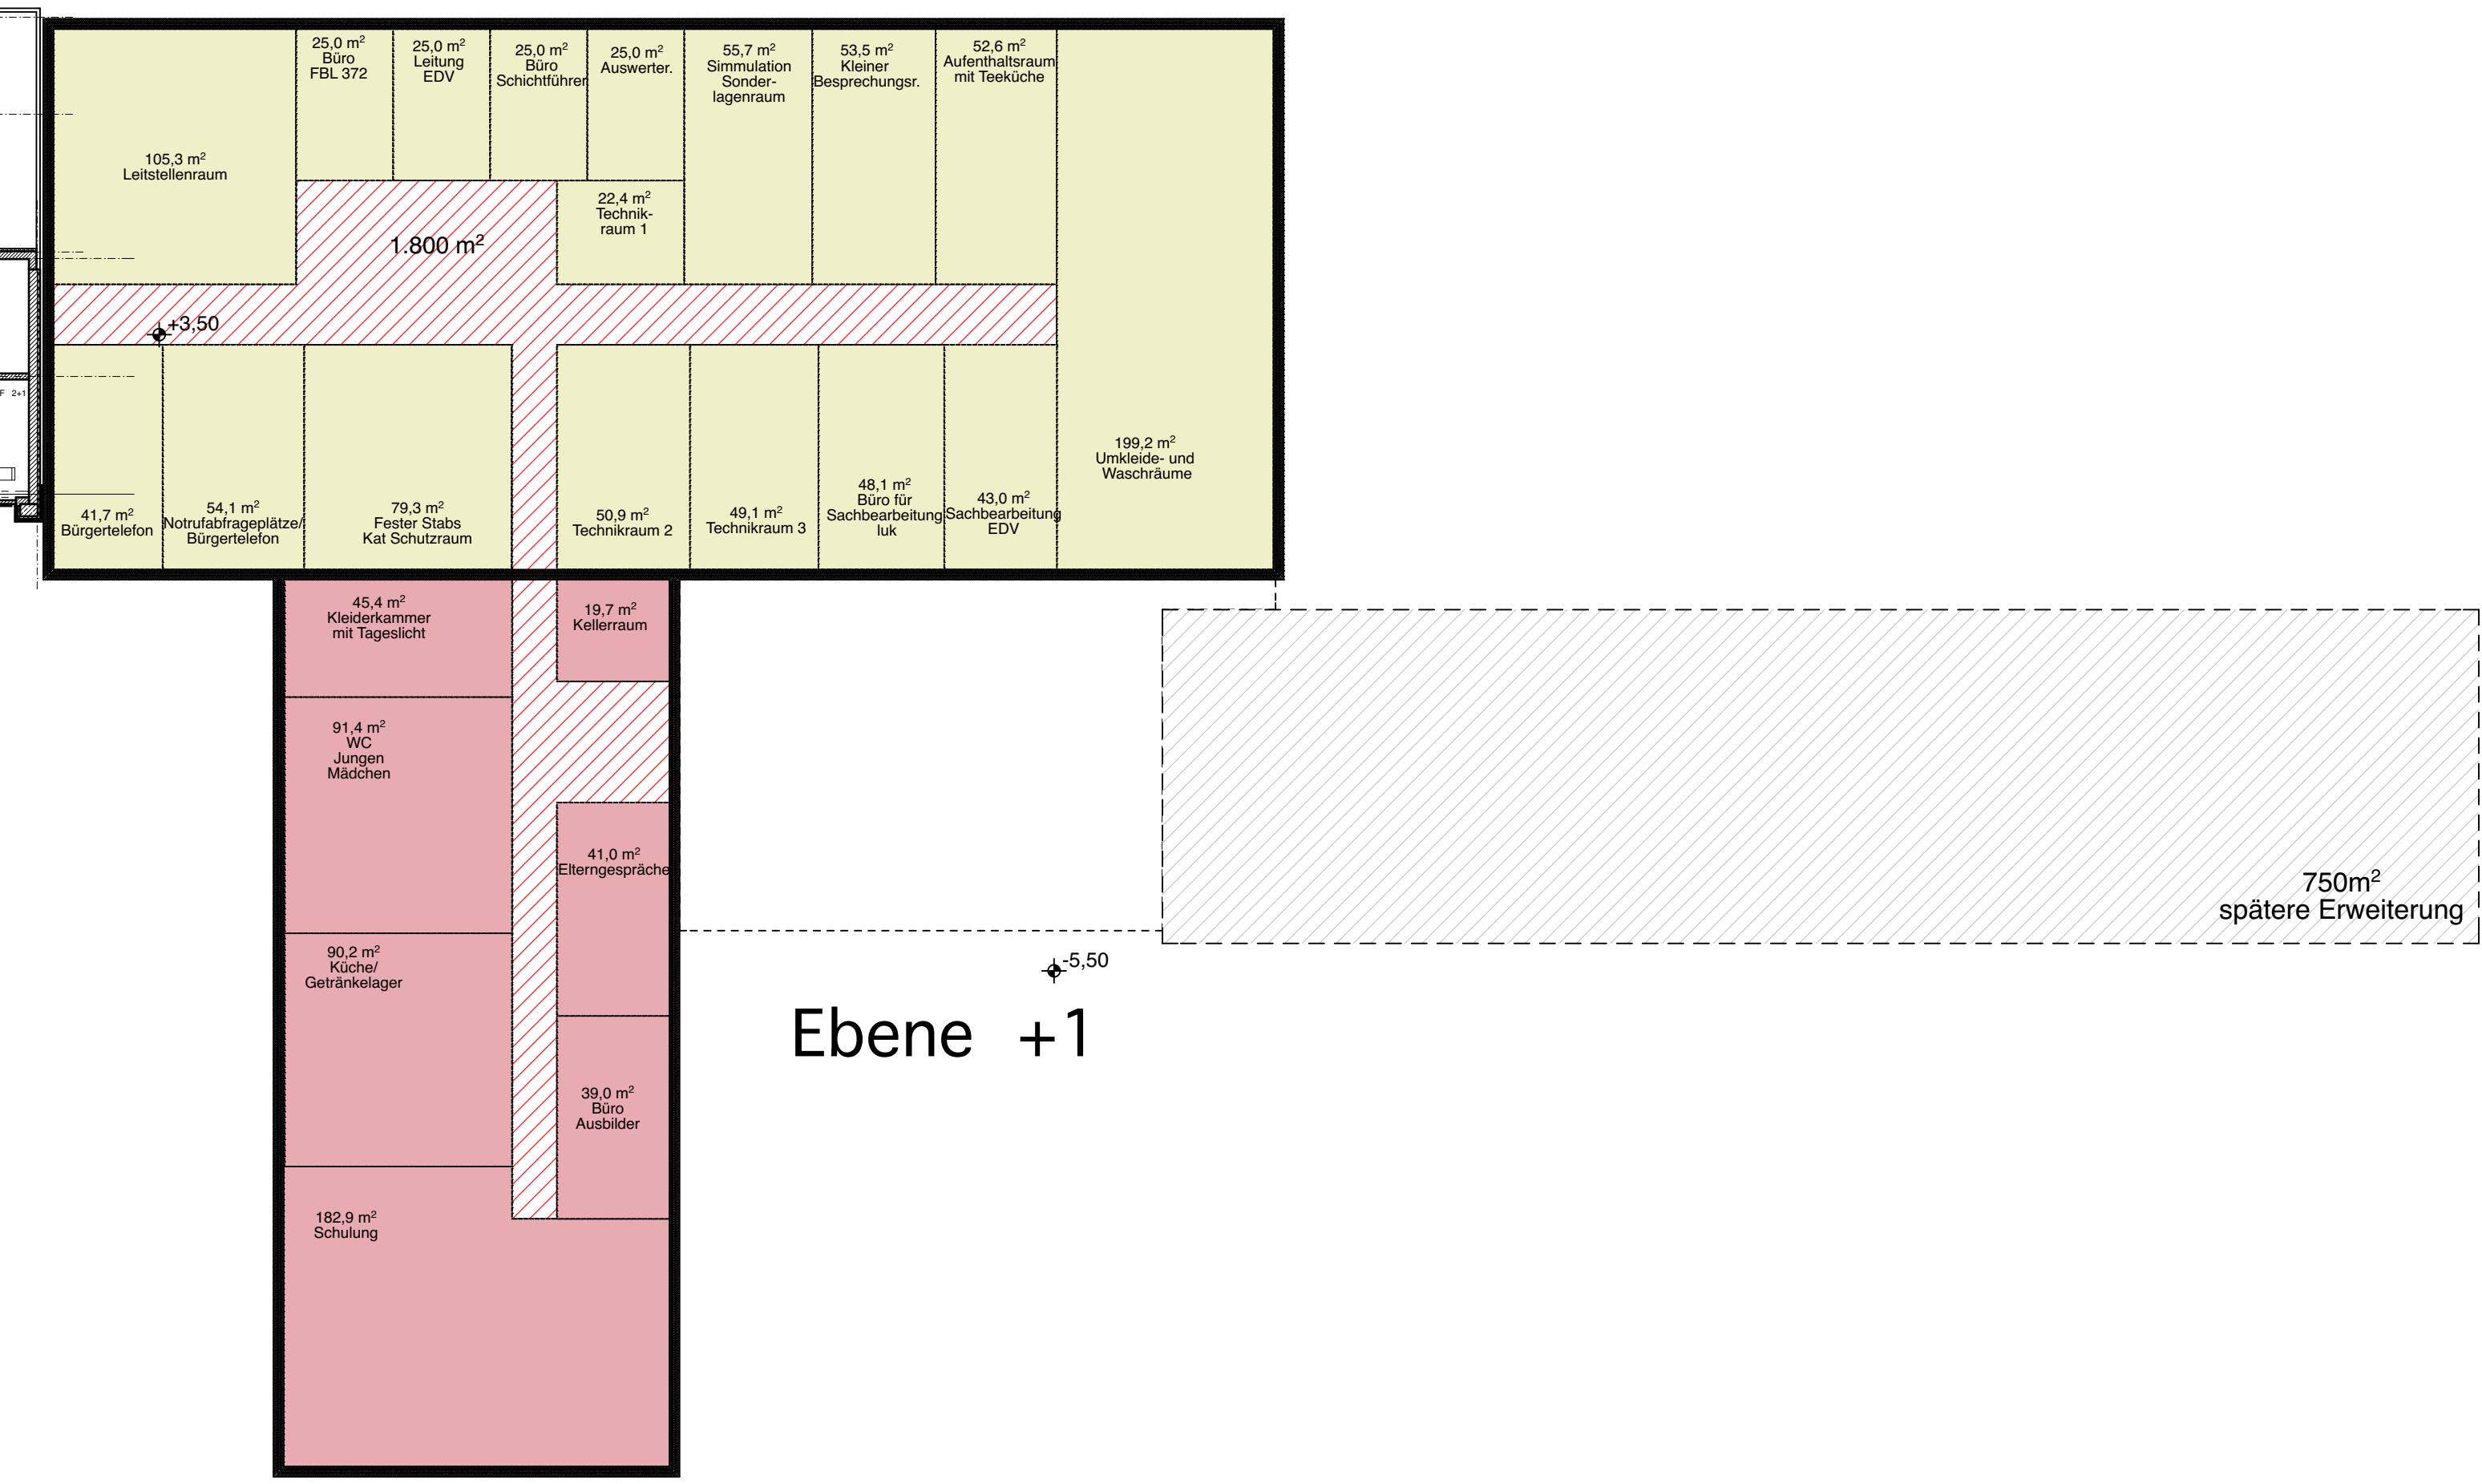 25,0 m²
Büro
FBL 372
25,0 m²
Leitung
EDV
25,0 m²
Büro
Schichtführer
25,0 m²
Auswerter.
55,7 m²
Simmulation
Sonder-
lagenraum
53,5 m²
Kleiner
Besprechungsr.
52,6 m²
Aufenthaltsraum
mit Teeküche
105,3 m²
Leitstellenraum
22,4 m²
Technik-
raum 1
1.800 m²
+3,50
F 2+1
41,7 m²
Bürgertelefon
54,1 m²
Notrufabfrageplätze/
Bürgertelefon
79,3 m²
Fester Stabs
Kat Schutzraum
50,9 m²
Technikraum 2
49,1 m²
Technikraum 3
48,1 m²
Büro für
Sachbearbeitung
luk
43,0 m²
Sachbearbeitung
EDV
199,2 m²
Umkleide- und
Waschräume
45,4 m²
Kleiderkammer
mit Tageslicht
19,7 m²
Kellerraum
91,4 m²
WC
Jungen
Mädchen
41,0 m²
Elterngespräche
750m²
spätere Erweiterung
90,2 m²
Küche/
Getränkelager
-5,50
Ebene +1
39,0 m²
Büro
Ausbilder
182,9 m²
Schulung